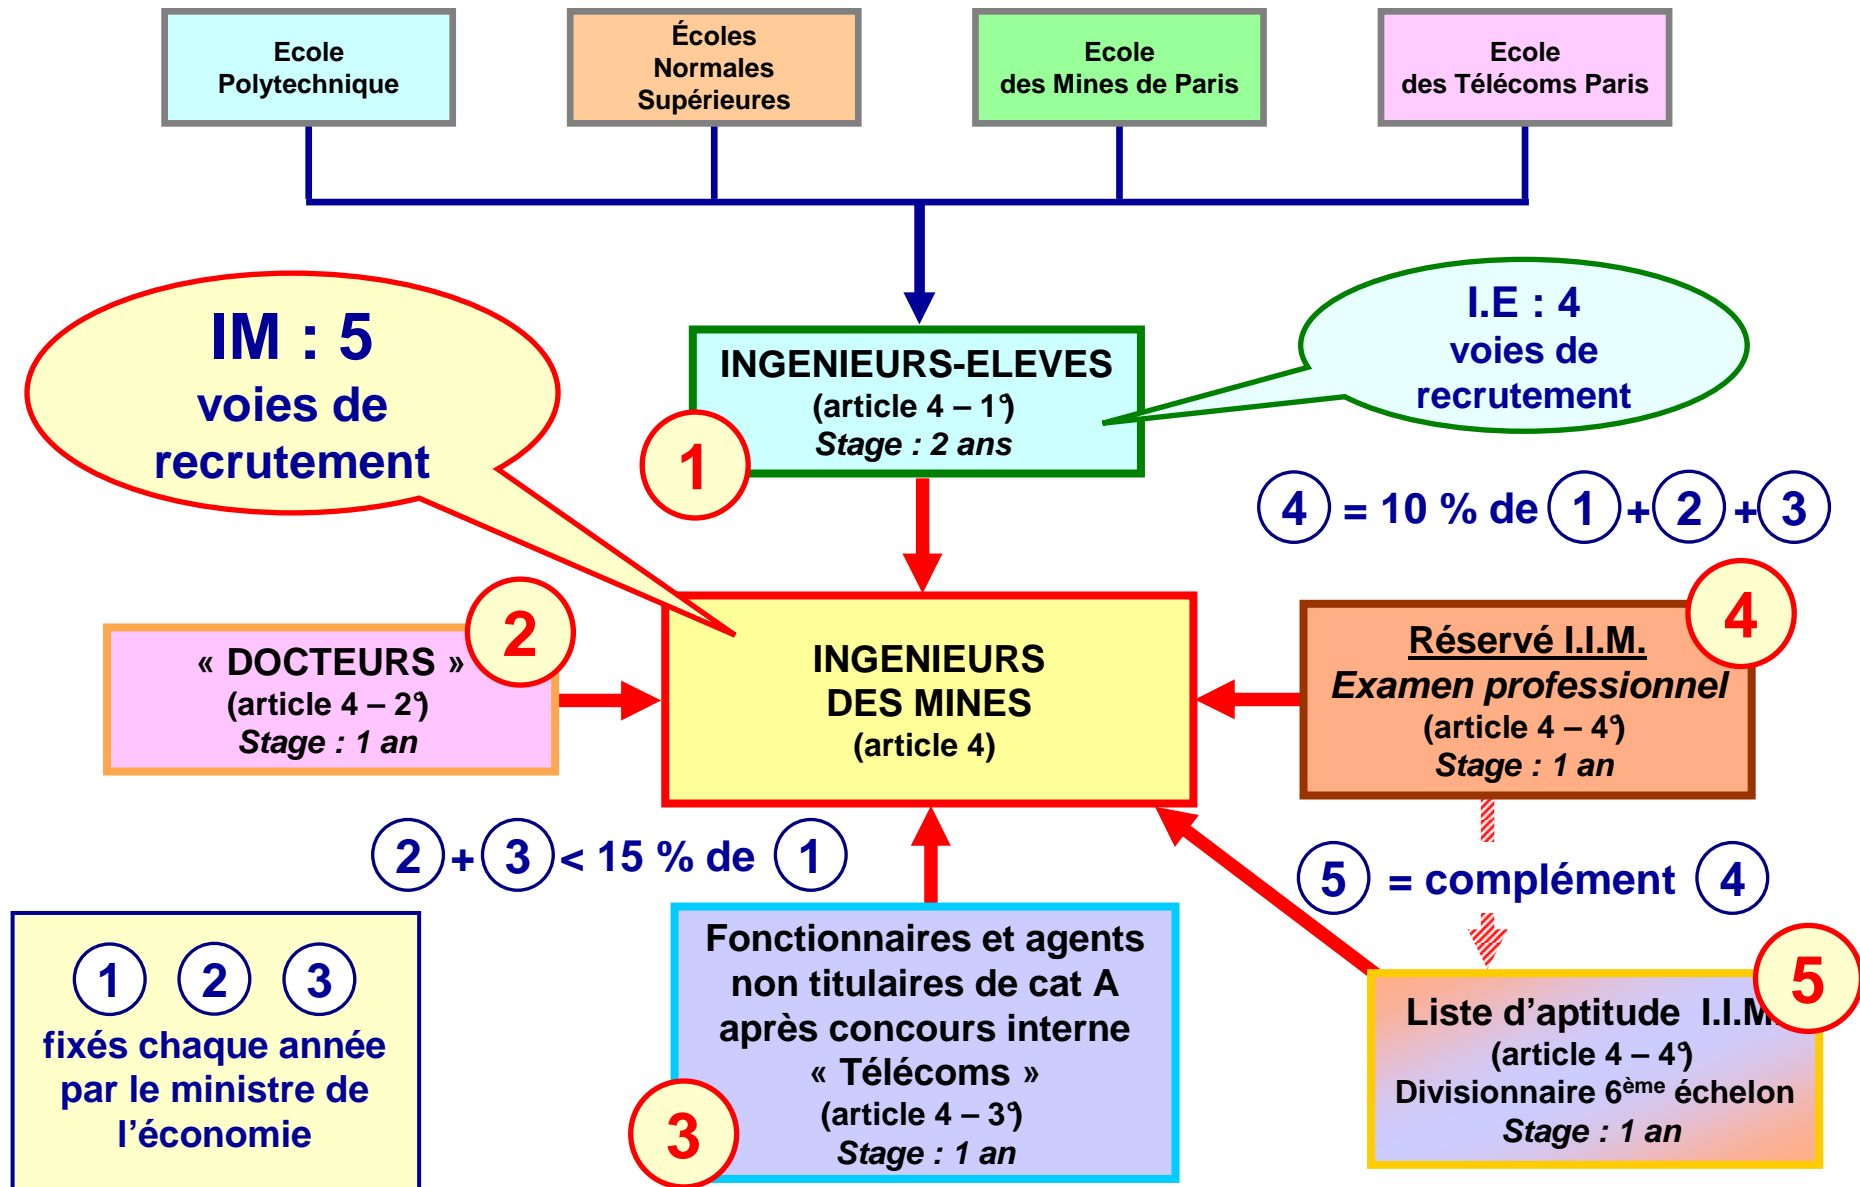 Ecole
Polytechnique
Écoles
Normales
Supérieures
Ecole
des Mines de Paris
Ecole
des Télécoms Paris
IM : 5
voies de
recrutement
INGENIEURS-ELEVES
(article 4 – 1°)
Stage : 2 ans
1
I.E : 4
voies de
recrutement
4 = 10 % de 1 + 2 + 3
« DOCTEURS »
(article 4 – 2°)
Stage : 1 an
2
INGENIEURS
DES MINES
(article 4)
Réservé I.I.M.
Examen professionnel
(article 4 – 4°)
Stage : 1 an
4
2 + 3 < 15 % de 1
5 = complément 4
1 2 3
fixés chaque année
par le ministre de
l'économie
Fonctionnaires et agents
non titulaires de cat A
après concours interne
« Télécoms »
(article 4 – 3°)
Stage : 1 an
3
Liste d'aptitude I.I.M.
(article 4 – 4°)
Divisionnaire 6ème échelon
Stage : 1 an
5